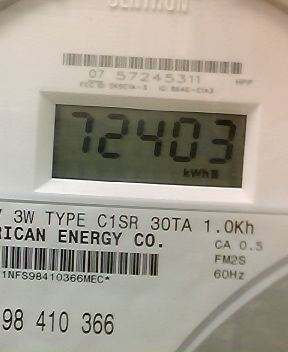 CENTRON
07 57245311
72403
kWh
3W TYPE C1SR 30TA 1.0Kh
RICAN ENERGY CO.
CA 0.5
FM2S
60Hz
1NFS98410366MEC*
98 410 366